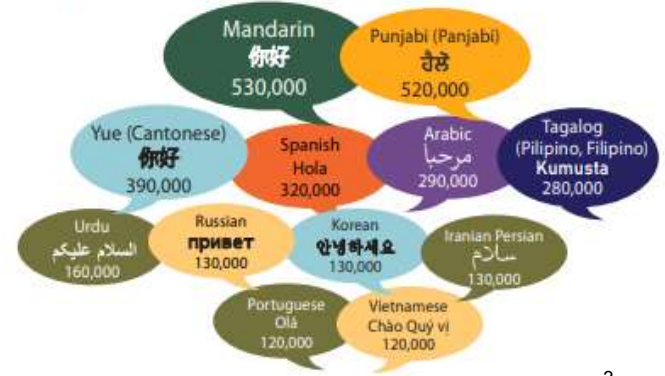 Mandarin
你好
530,000
Punjabi (Panjabi)
ਹੈਲੋ
520,000
Yue (Cantonese)
你好
390,000
Spanish
Hola
320,000
Arabic
مرحبا
290,000
Tagalog
(Pilipino, Filipino)
Kumusta
280,000
Urdu
السلام عليكم
160,000
Russian
привет
130,000
Korean
안녕하세요
130,000
Iranian Persian
سلام
130,000
Portuguese
Olá
120,000
Vietnamese
Chào Quý vị
120,000